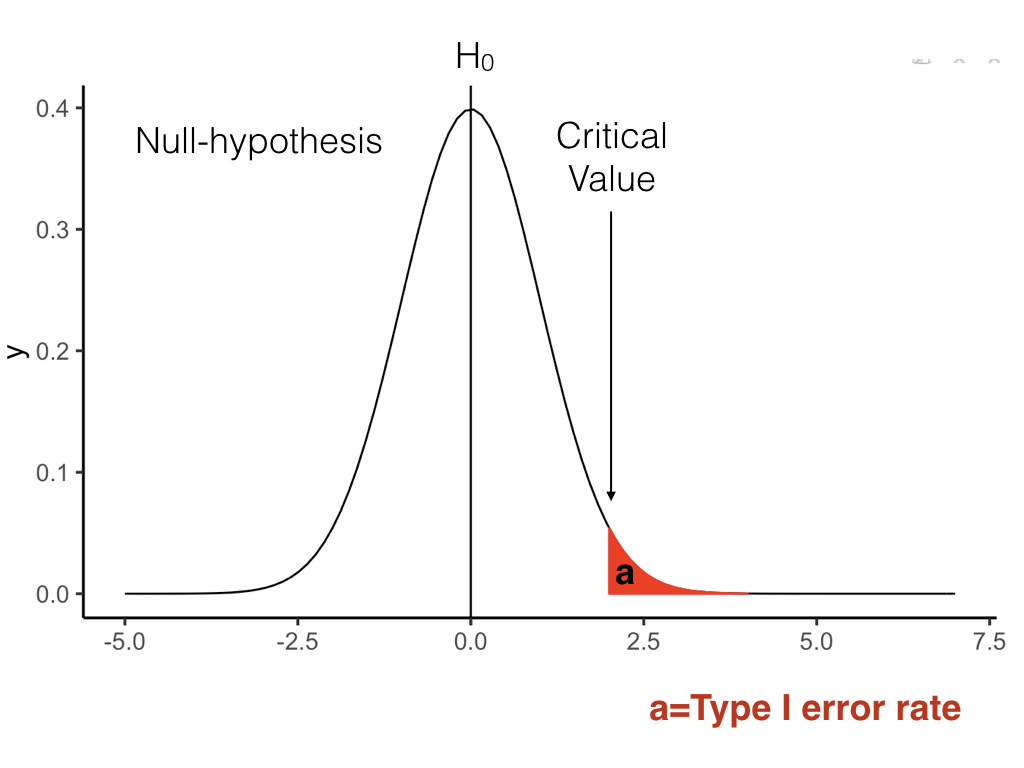 H₀
Null-hypothesis
Critical
Value
0.4
0.3
0.2
0.1
0.0
y
a
-5.0
-2.5
0.0
2.5
5.0
7.5
a=Type I error rate